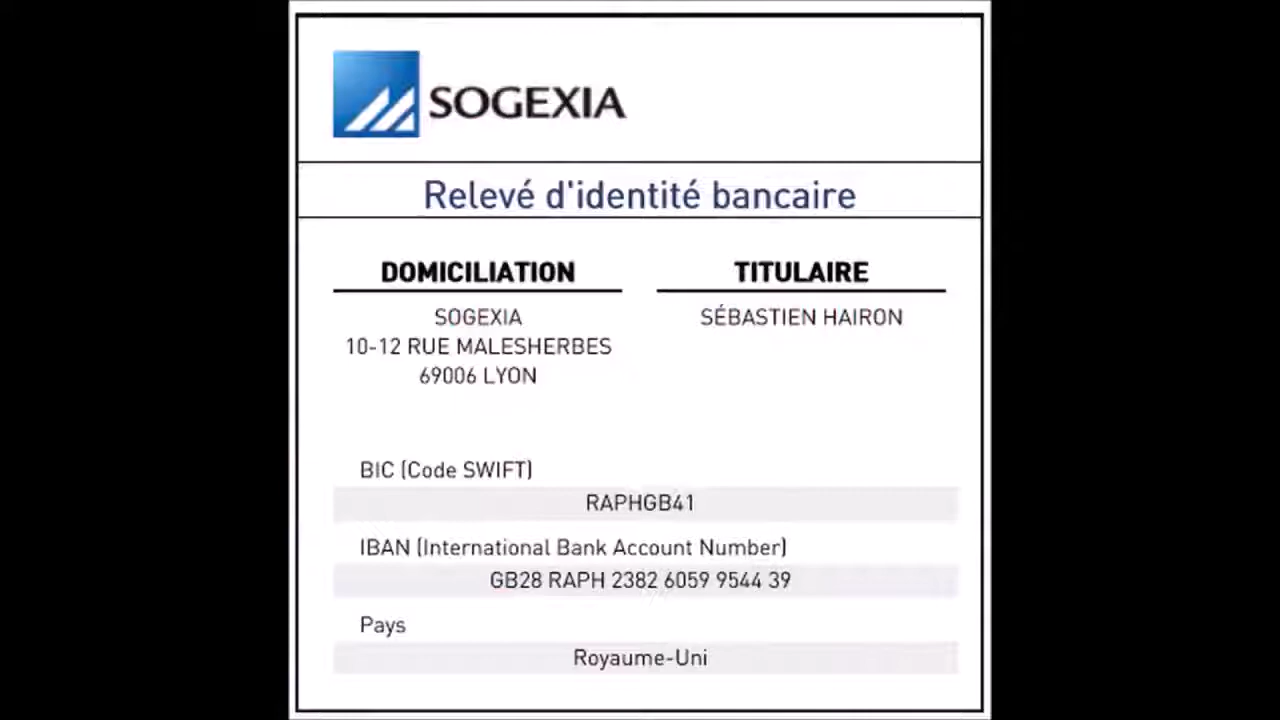 SOGEXIA
Relevé d'identité bancaire
DOMICILIATION
SOGEXIA
10-12 RUE MALESHERBES
69006 LYON
TITULAIRE
SÉBASTIEN HAIRON
BIC (Code SWIFT)
RAPHGB41
IBAN (International Bank Account Number)
GB28 RAPH 2382 6059 9544 39
Pays
Royaume-Uni